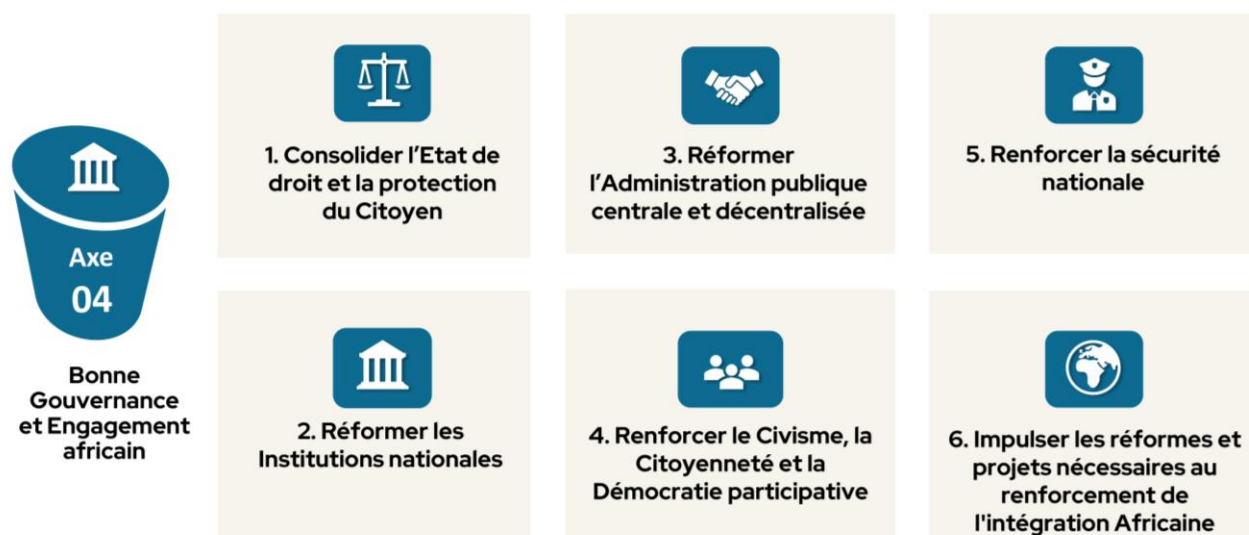 Axe
04
Bonne
Gouvernance
et Engagement
africain
1. Consolider l’Etat de
droit et la protection
du Citoyen
2. Réformer les
Institutions nationales
3. Réformer
l’Administration publique
centrale et décentralisée
4. Renforcer le Civisme, la
Citoyenneté et la
Démocratie participative
5. Renforcer la sécurité
nationale
6. Impulser les réformes et
projets nécessaires au
renforcement de
l'intégration Africaine